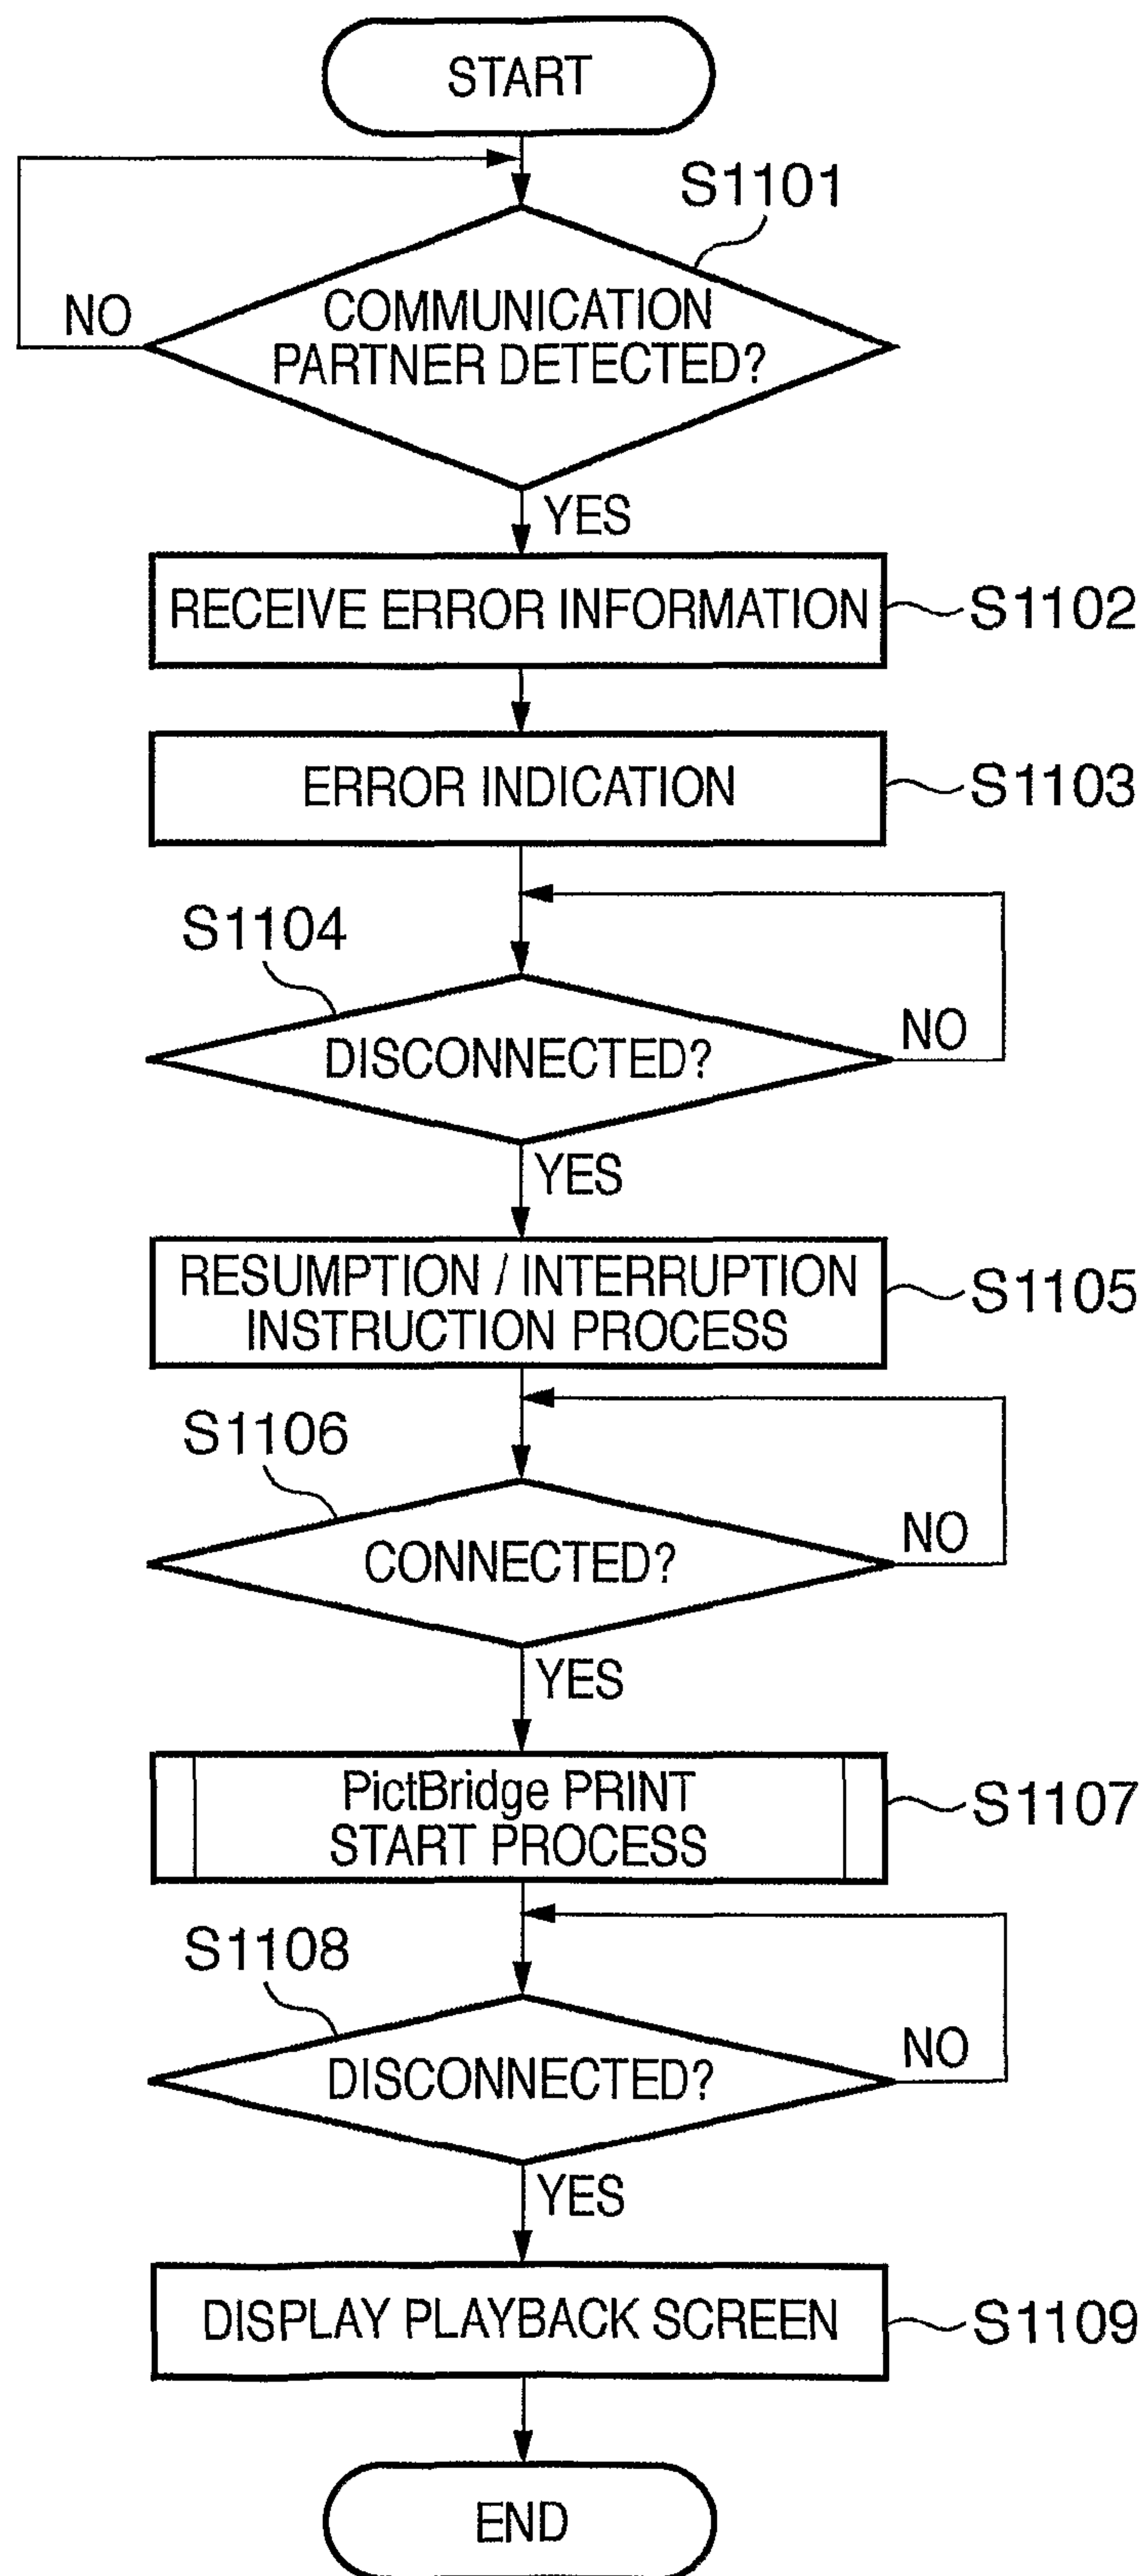 START
S1101
NO
COMMUNICATION
PARTNER DETECTED?
YES
RECEIVE ERROR INFORMATION
S1102
ERROR INDICATION
S1103
S1104
NO
DISCONNECTED?
YES
RESUMPTION / INTERRUPTION
INSTRUCTION PROCESS
S1105
S1106
NO
CONNECTED?
YES
PictBridge PRINT
START PROCESS
S1107
S1108
NO
DISCONNECTED?
YES
DISPLAY PLAYBACK SCREEN
S1109
END